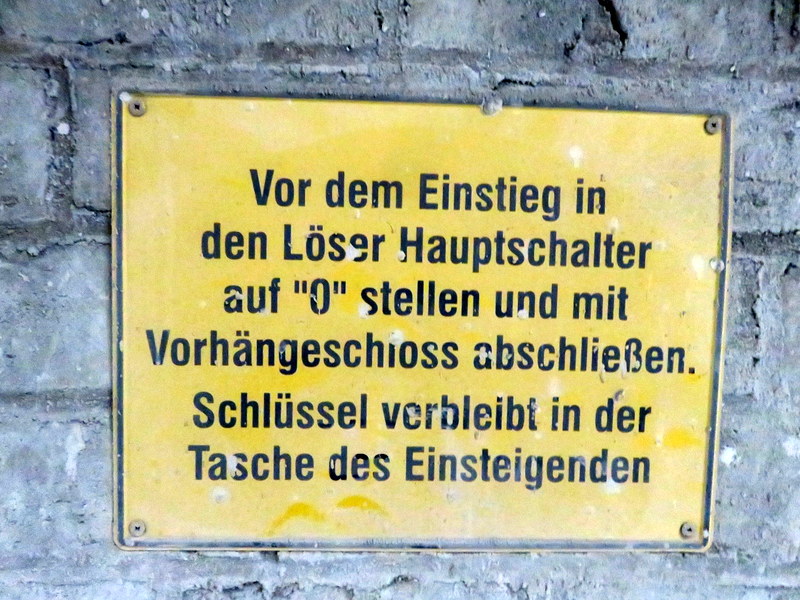 Vor dem Einstieg in
den Löser Hauptschalter
auf "0" stellen und mit
Vorhängeschloss abschließen.
Schlüssel verbleibt in der
Tasche des Einsteigenden